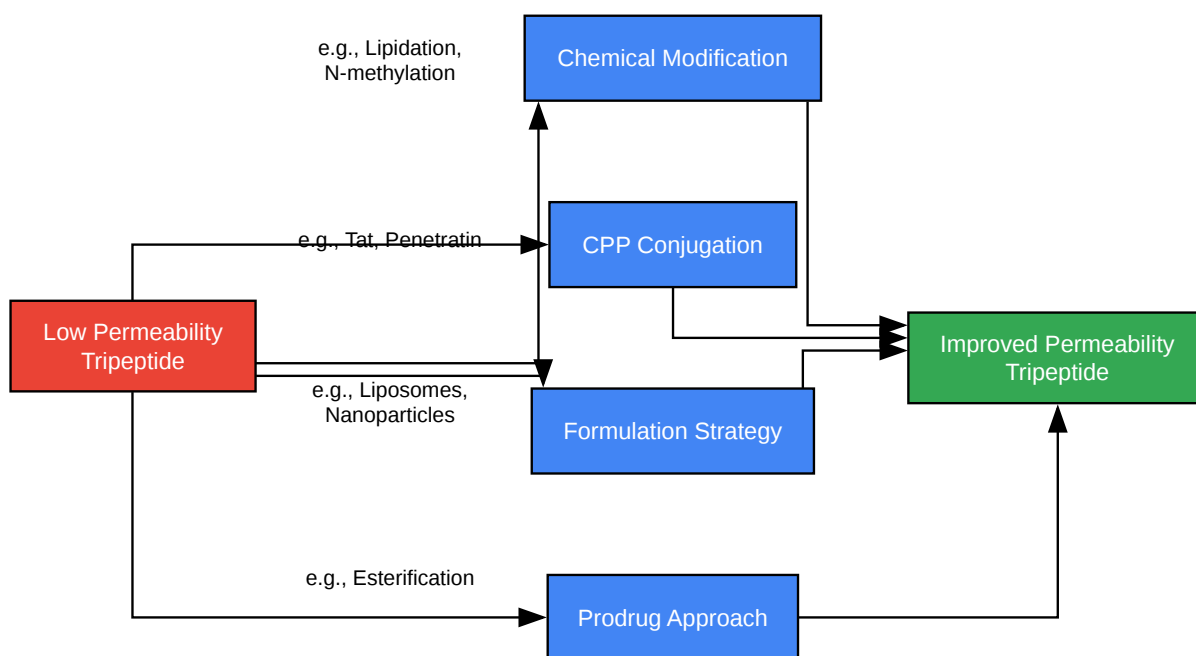 e.g., Lipidation,
N-methylation
Chemical Modification
e.g., Tat, Penetratin
CPP Conjugation
Low Permeability
Tripeptide
Improved Permeability
Tripeptide
e.g., Liposomes,
Nanoparticles
Formulation Strategy
e.g., Esterification
Prodrug Approach